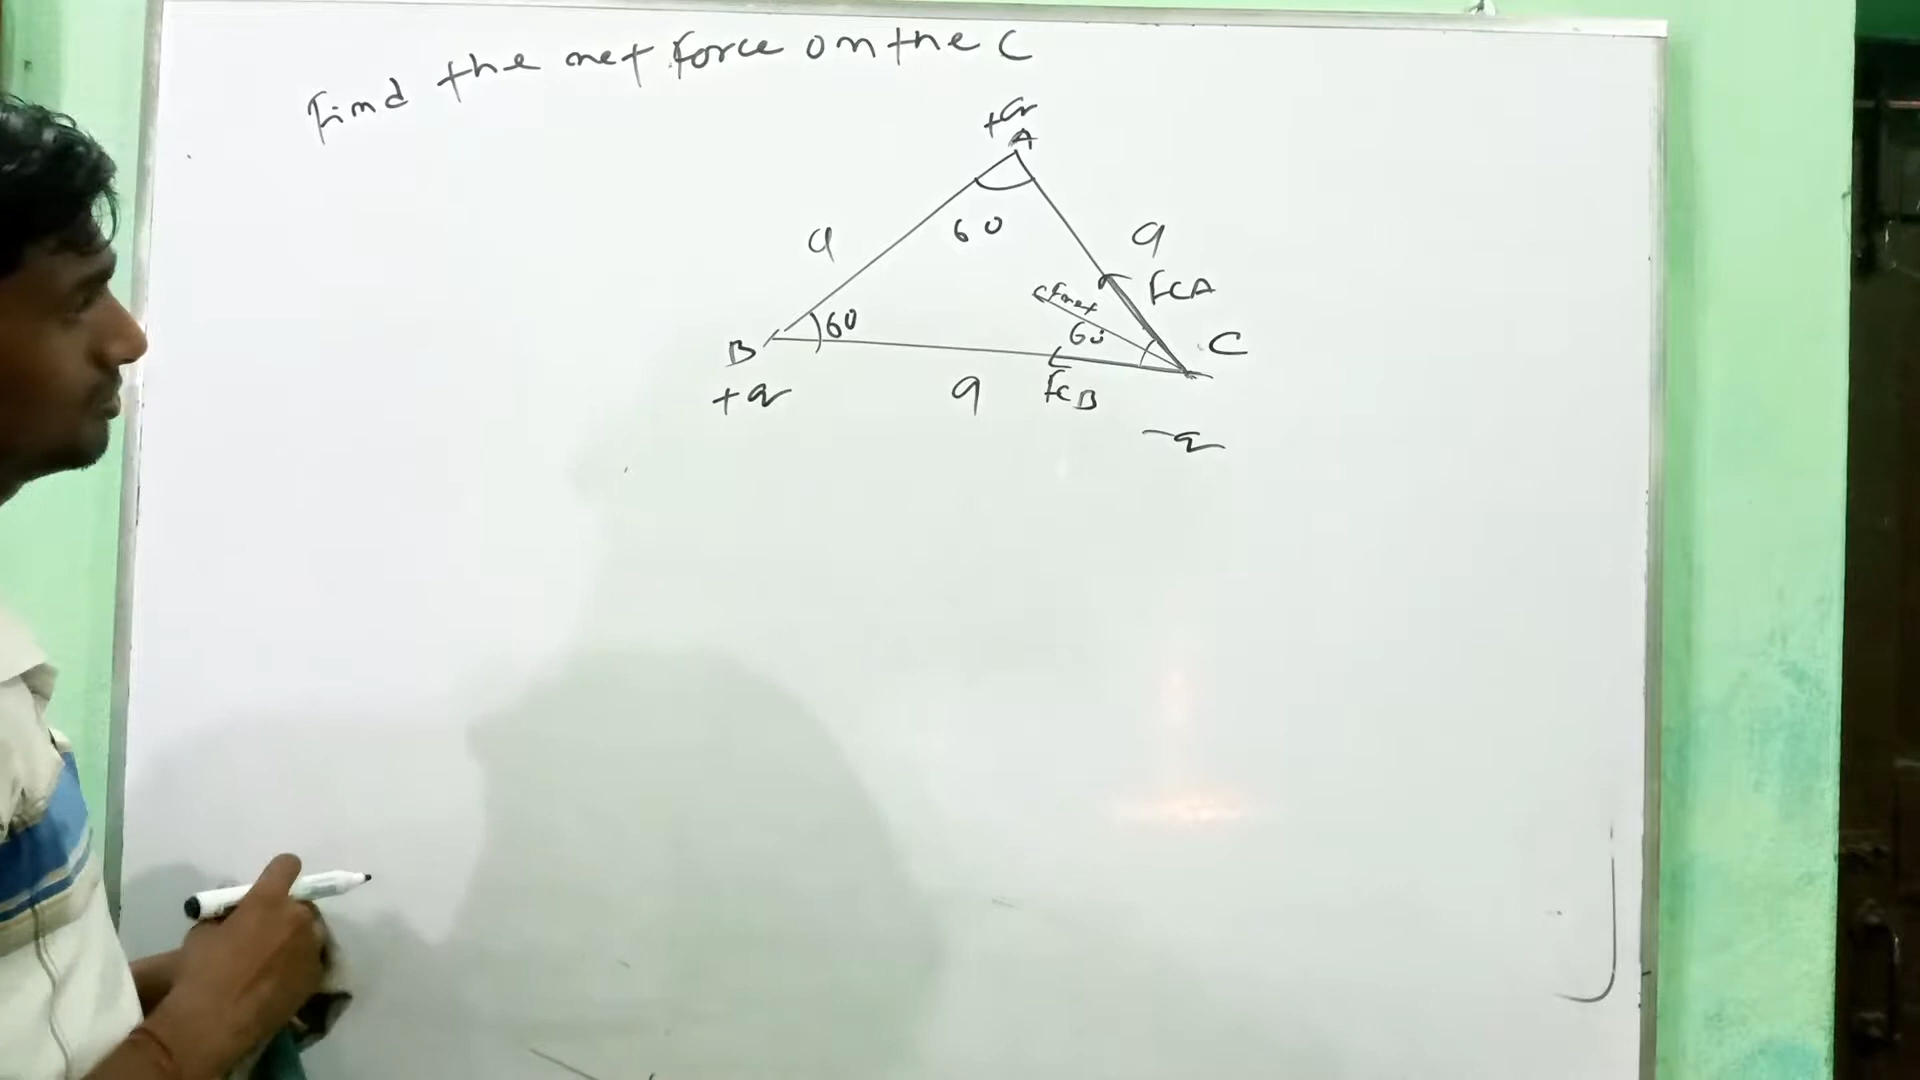 Find the net force on the C
+q
A
60
a
a
FCA
Fnet
60
60
C
B
FCB
+q
a
-q